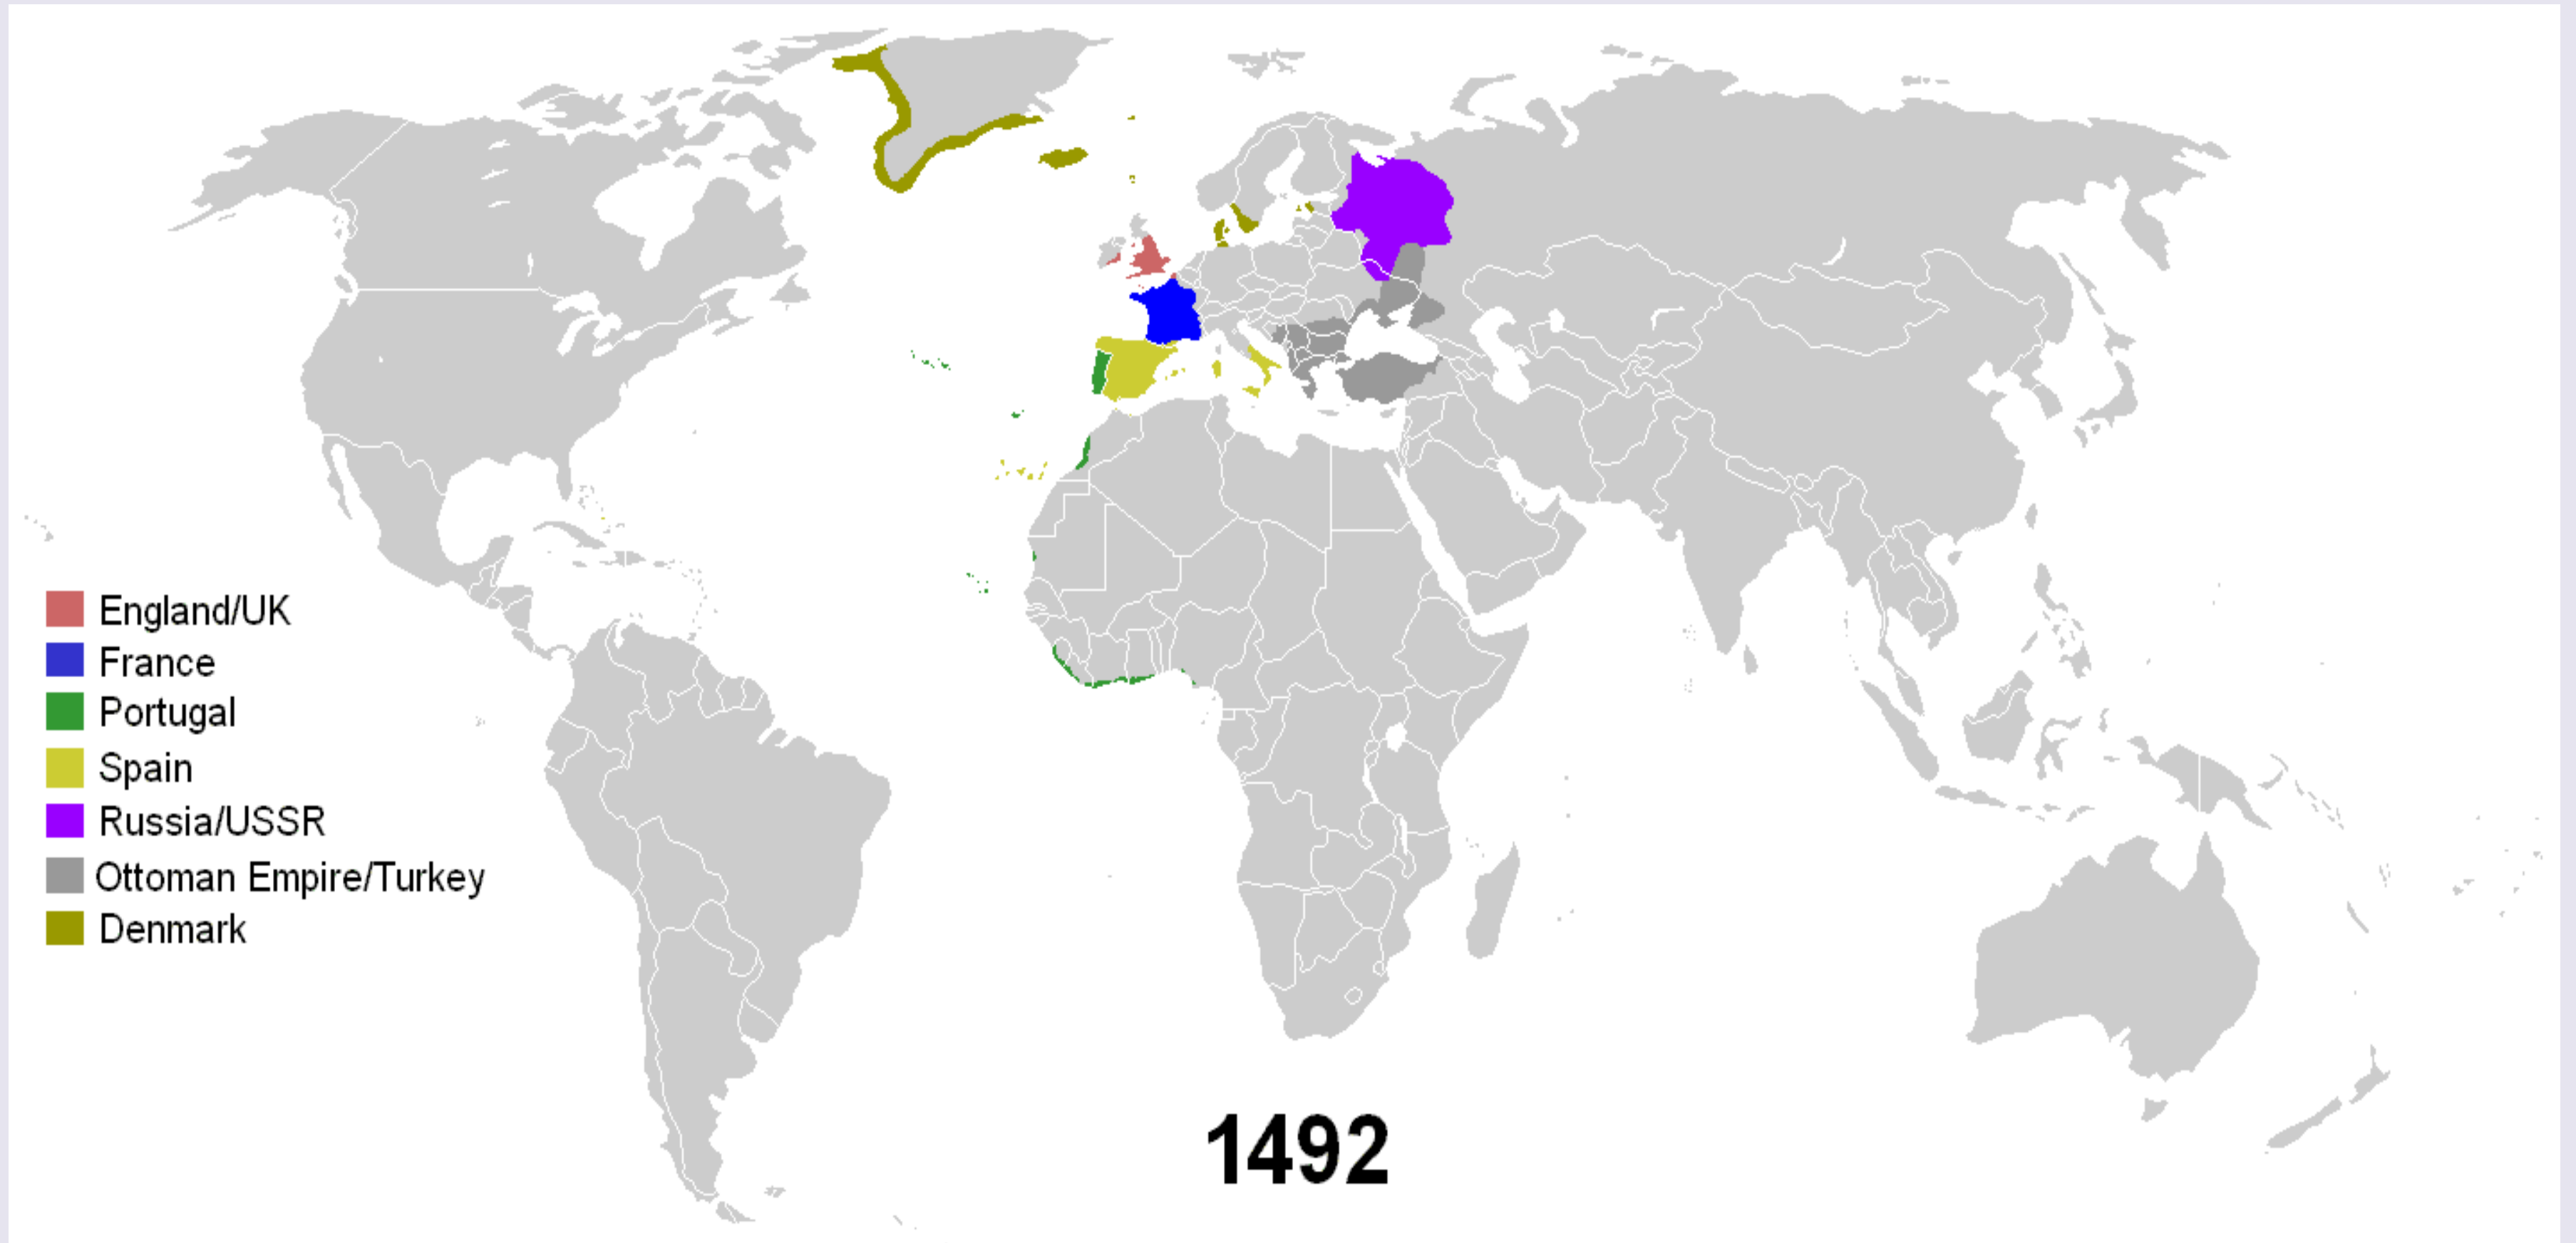 England/UK
France
Portugal
Spain
Russia/USSR
Ottoman Empire/Turkey
Denmark
1492